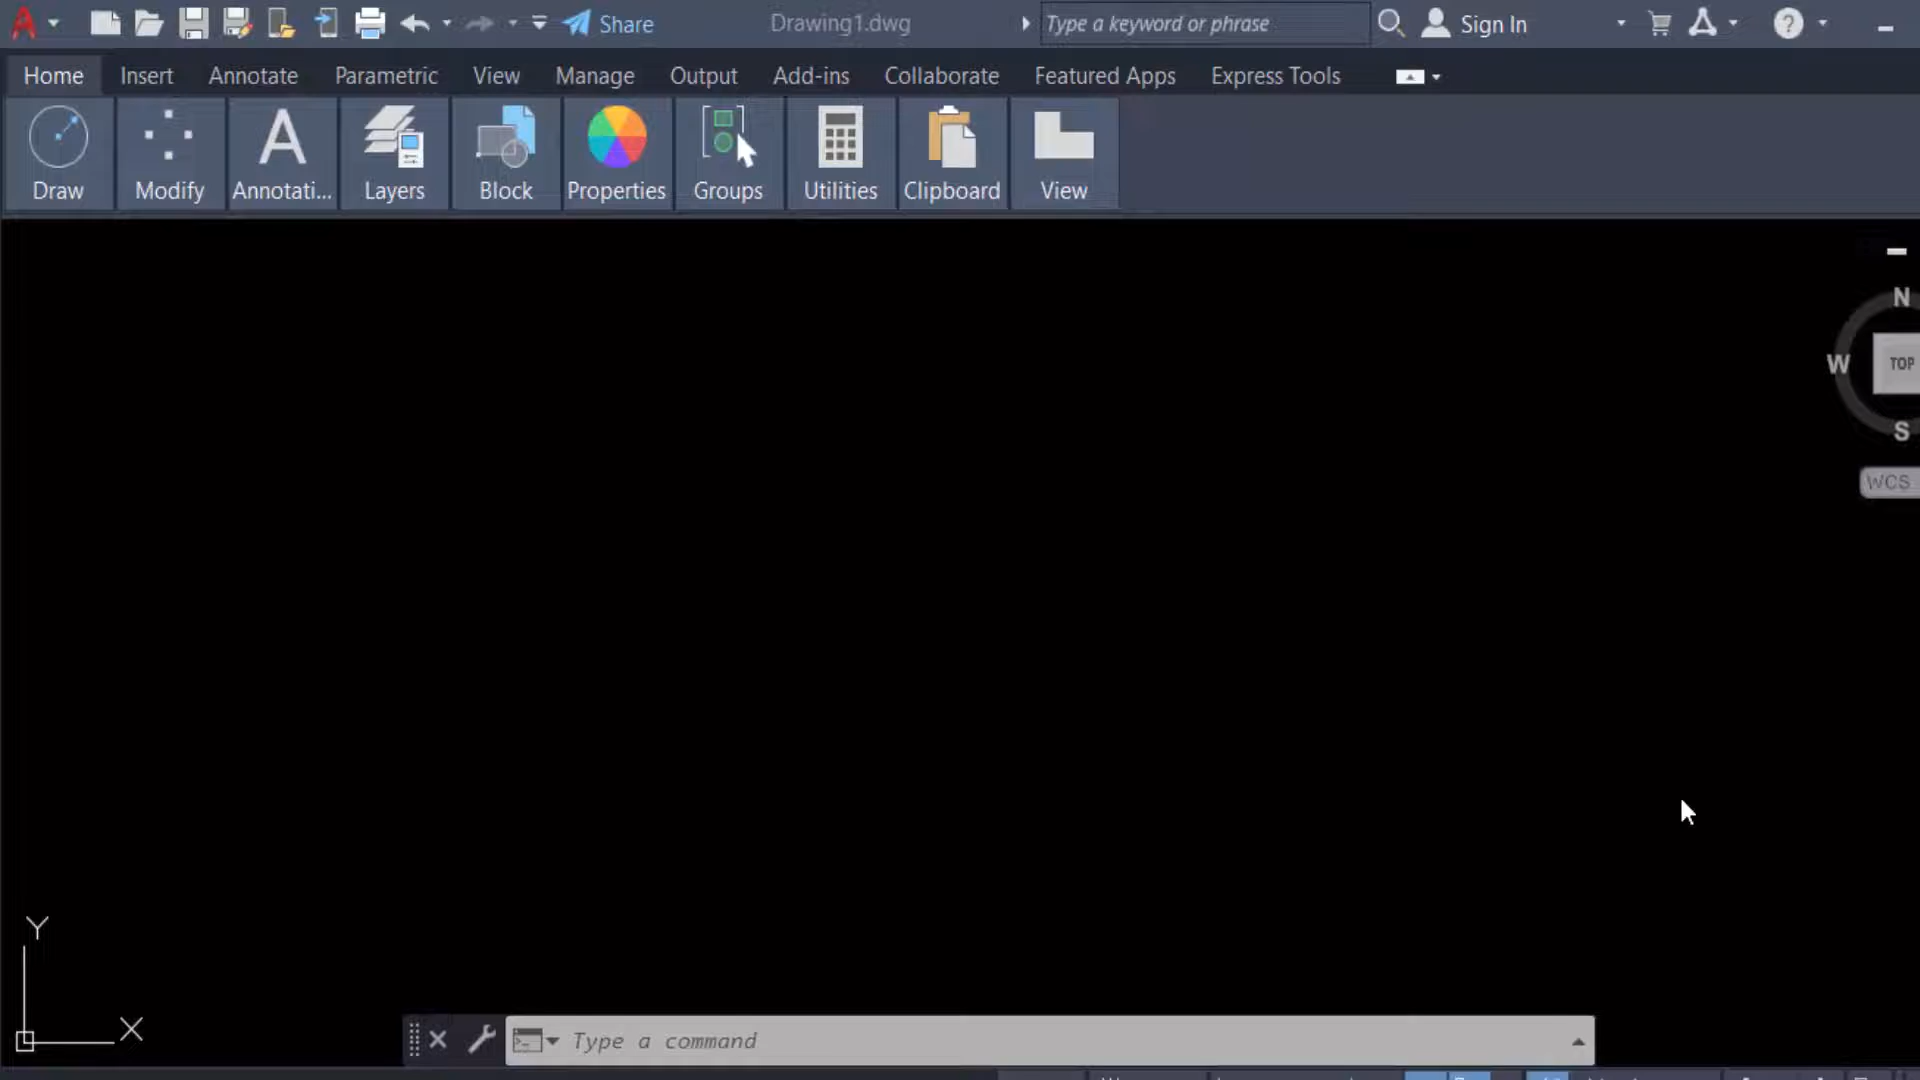 Share
Drawing1.dwg
Type a keyword or phrase
Sign In
Home Insert Annotate Parametric View Manage Output Add-ins Collaborate Featured Apps Express Tools
Draw Modify Annotati... Layers Block Properties Groups Utilities Clipboard View
N
W TOP
S
WCS
Y
X
Type a command